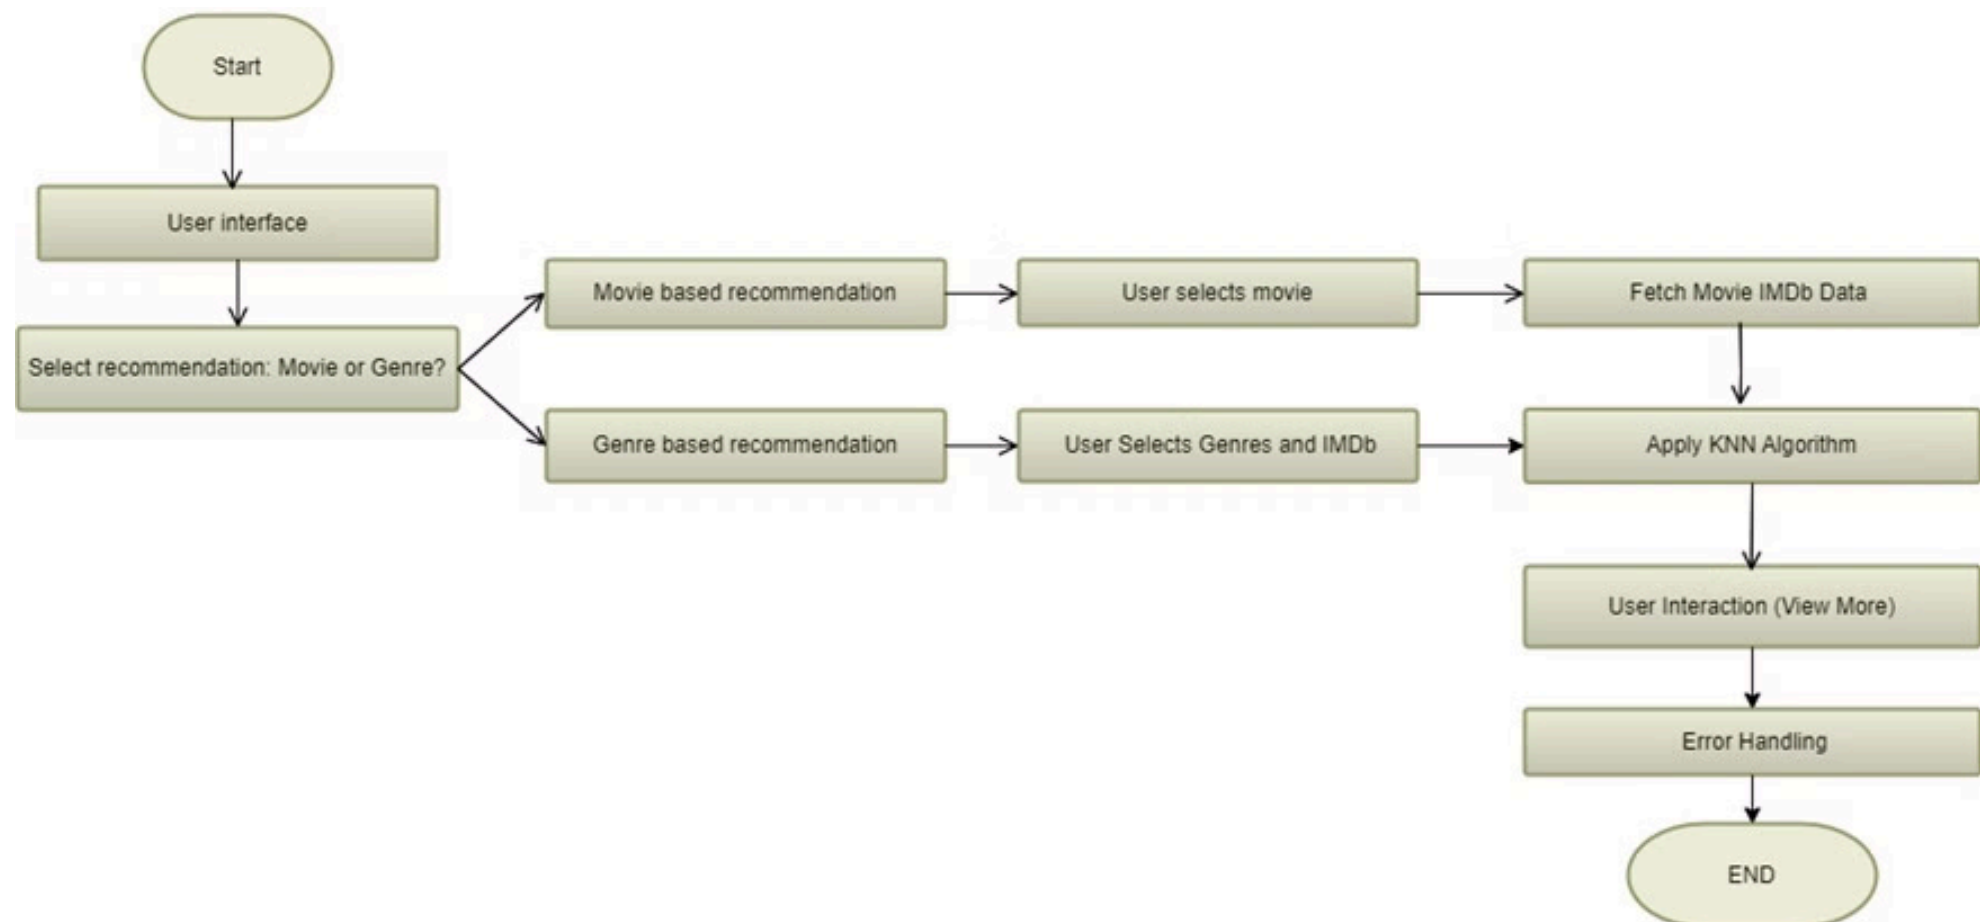 Start
User interface
Select recommendation: Movie or Genre?
Movie based recommendation
User selects movie
Fetch Movie IMDb Data
Genre based recommendation
User Selects Genres and IMDb
Apply KNN Algorithm
User Interaction (View More)
Error Handling
END